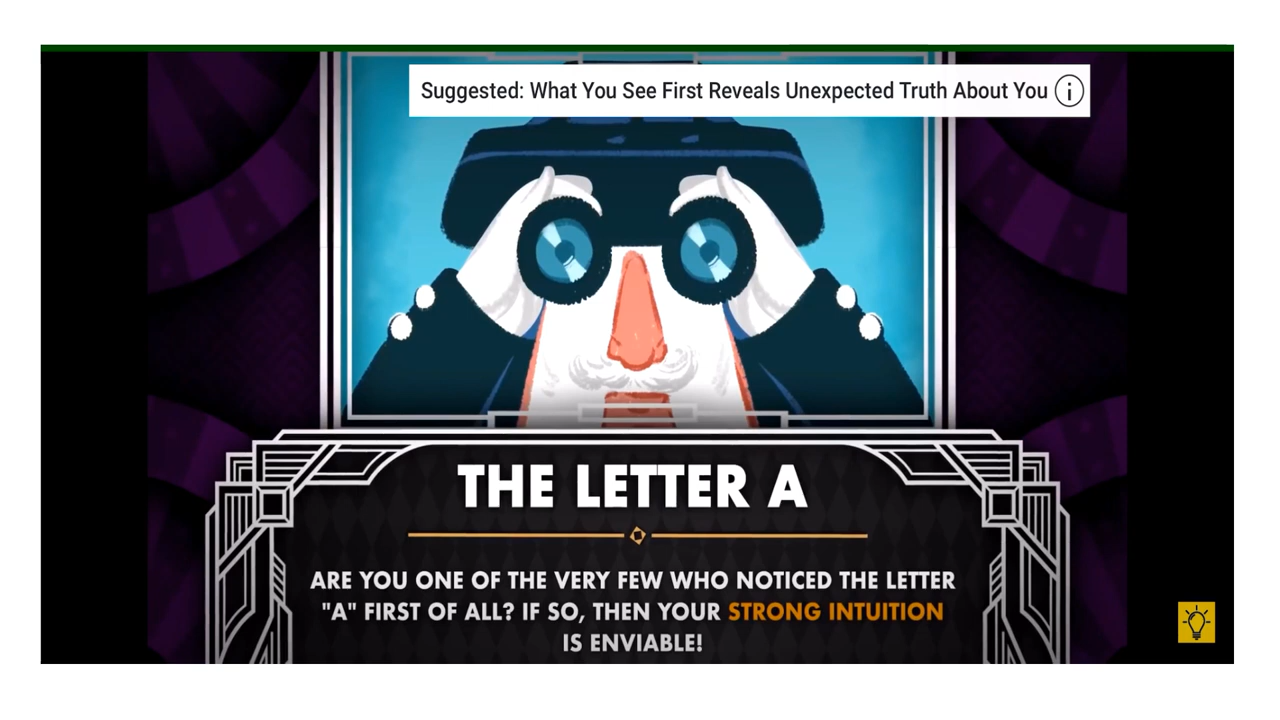 Suggested: What You See First Reveals Unexpected Truth About You
THE LETTER A
ARE YOU ONE OF THE VERY FEW WHO NOTICED THE LETTER
"A" FIRST OF ALL? IF SO, THEN YOUR STRONG INTUITION
IS ENVIABLE!